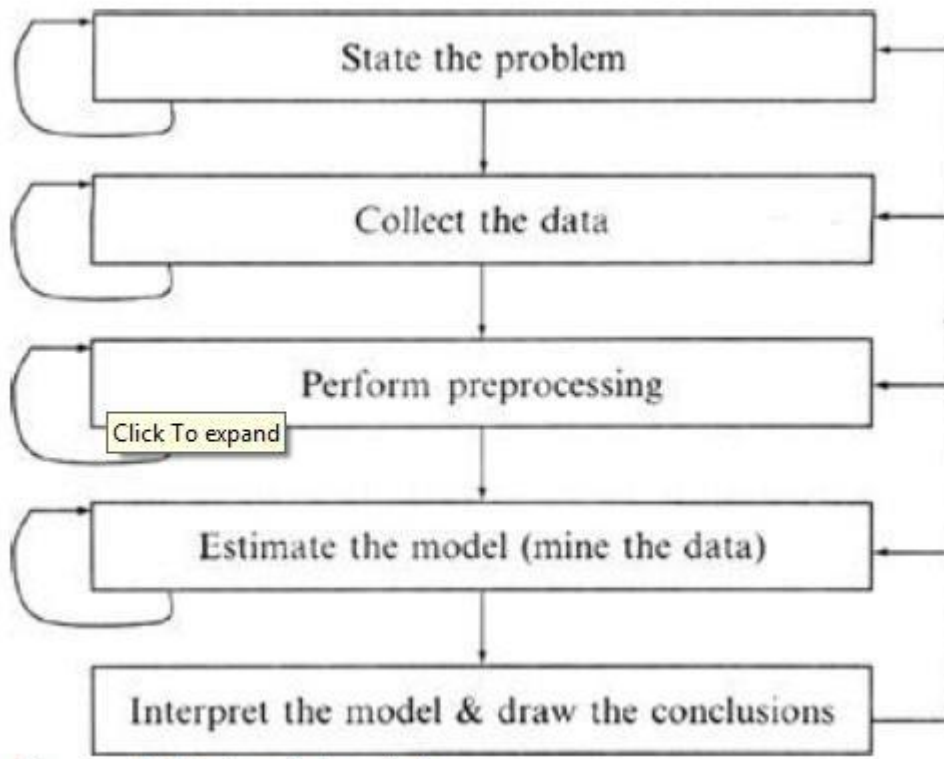 State the problem
Collect the data
Perform preprocessing
Click To expand
Estimate the model (mine the data)
Interpret the model & draw the conclusions